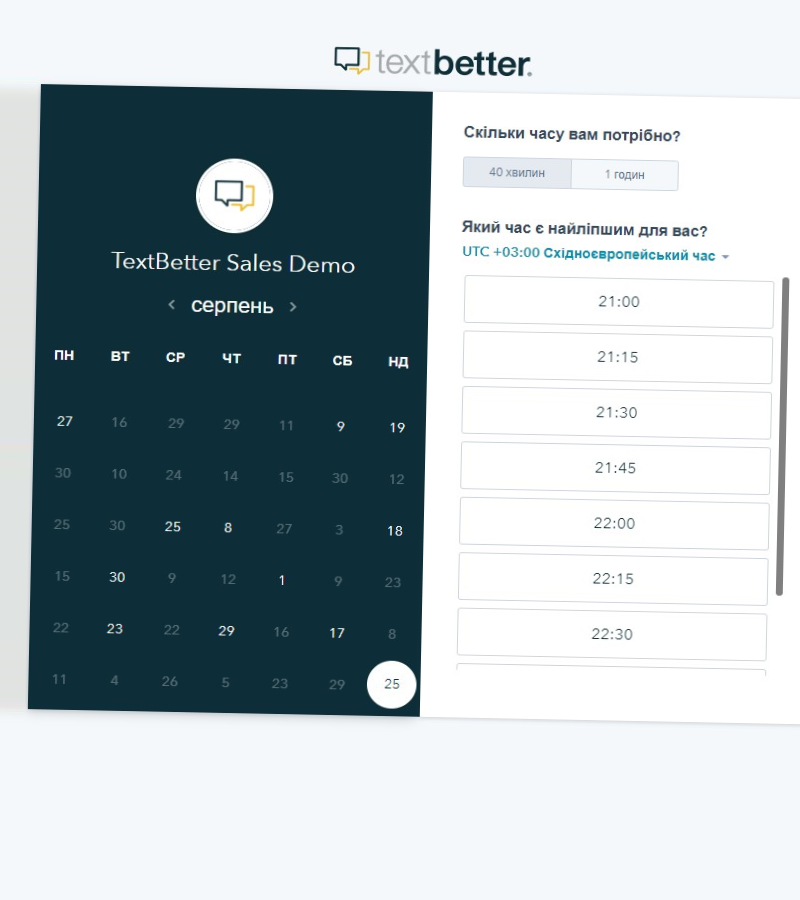 textbetter.
TextBetter Sales Demo
серпень
ПН ВТ СР ЧТ ПТ СБ НД
27 16 29 29 11 9 19
30 10 24 14 15 30 12
25 30 25 8 27 3 18
15 30 9 12 1 9 23
22 23 22 29 16 17 8
11 4 26 5 23 29 25
Скільки часу вам потрібно?
40 хвилин 1 годин
Який час є найліпшим для вас?
UTC +03:00 Східноєвропейський час
21:00
21:15
21:30
21:45
22:00
22:15
22:30